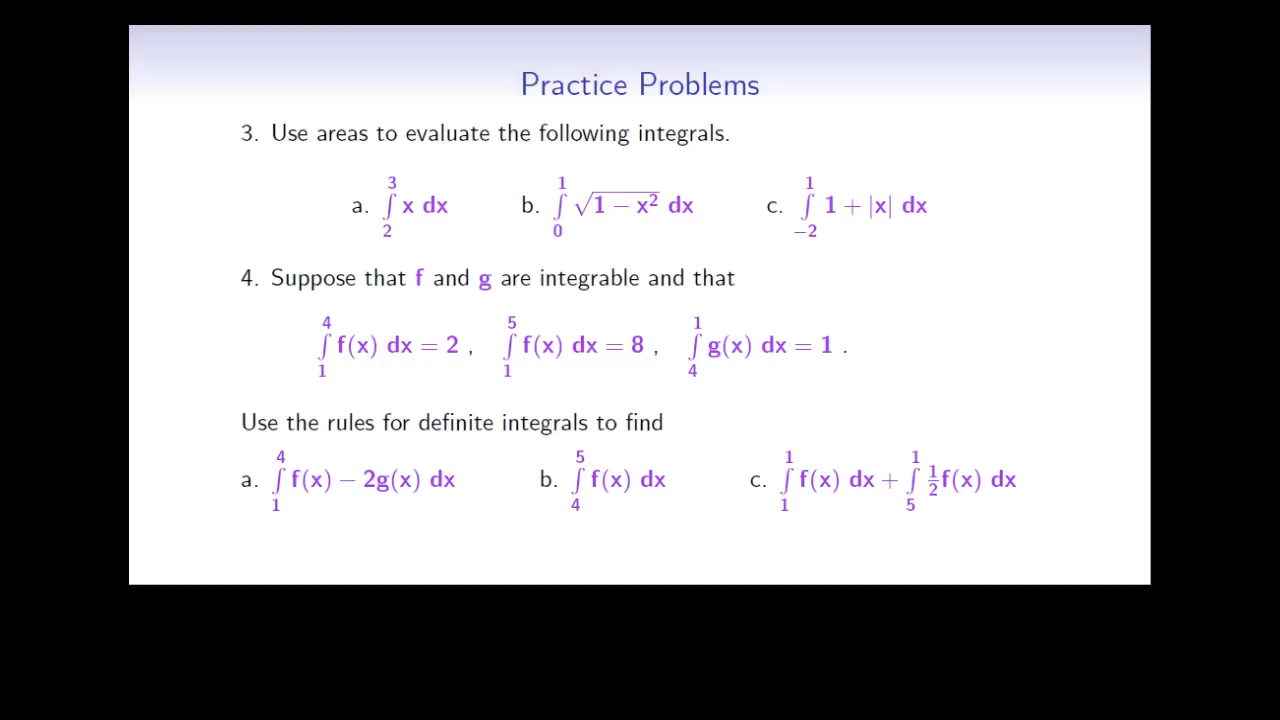 Practice Problems
3. Use areas to evaluate the following integrals.
a. ∫₂³ x dx b. ∫₀¹ √(1 − x²) dx c. ∫₋₂¹ 1 + |x| dx
4. Suppose that f and g are integrable and that
∫₁⁴ f(x) dx = 2 , ∫₁⁵ f(x) dx = 8 , ∫₄¹ g(x) dx = 1 .
Use the rules for definite integrals to find
a. ∫₁⁴ f(x) − 2g(x) dx b. ∫₄⁵ f(x) dx c. ∫₁¹ f(x) dx + ∫₅¹ ½f(x) dx